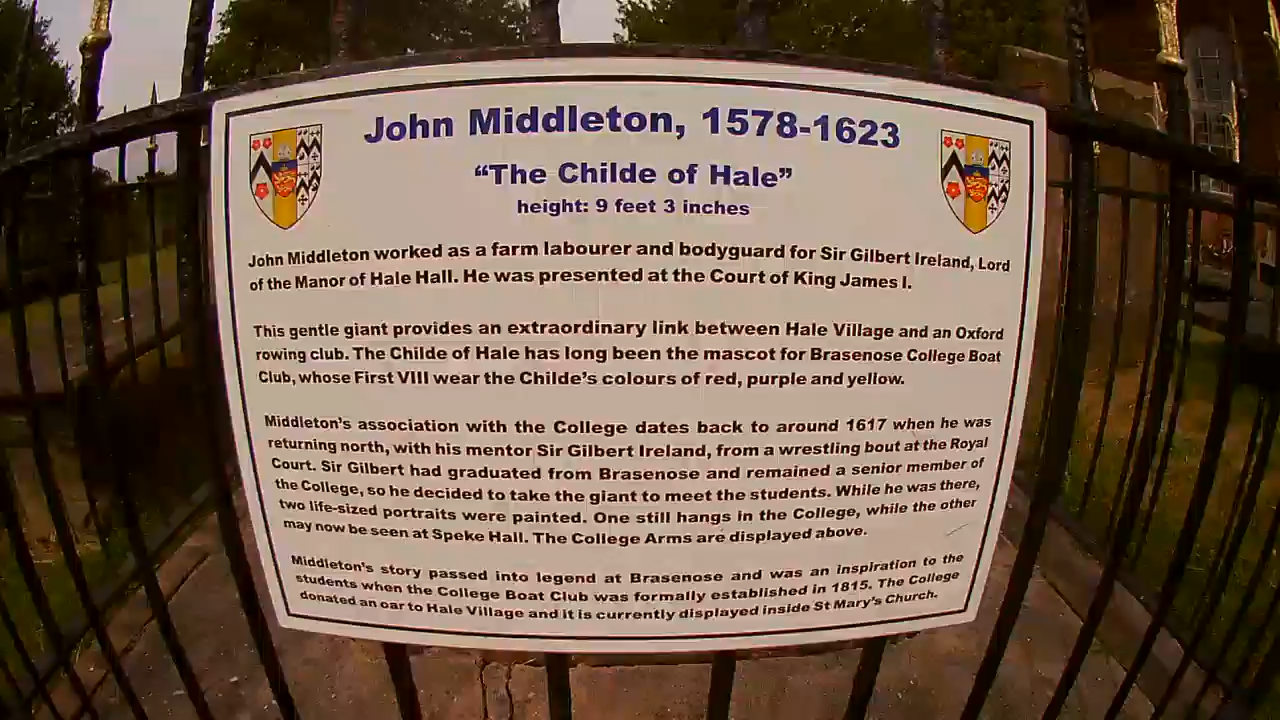 John Middleton, 1578-1623
“The Childe of Hale”
height: 9 feet 3 inches
John Middleton worked as a farm labourer and bodyguard for Sir Gilbert Ireland, Lord
of the Manor of Hale Hall. He was presented at the Court of King James I.
This gentle giant provides an extraordinary link between Hale Village and an Oxford
rowing club. The Childe of Hale has long been the mascot for Brasenose College Boat
Club, whose First VIII wear the Childe’s colours of red, purple and yellow.
Middleton’s association with the College dates back to around 1617 when he was
returning north, with his mentor Sir Gilbert Ireland, from a wrestling bout at the Royal
Court. Sir Gilbert had graduated from Brasenose and remained a senior member of
the College, so he decided to take the giant to meet the students. While he was there,
two life-sized portraits were painted. One still hangs in the College, while the other
may now be seen at Speke Hall. The College Arms are displayed above.
Middleton’s story passed into legend at Brasenose and was an inspiration to the
students when the College Boat Club was formally established in 1815. The College
donated an oar to Hale Village and it is currently displayed inside St Mary’s Church.